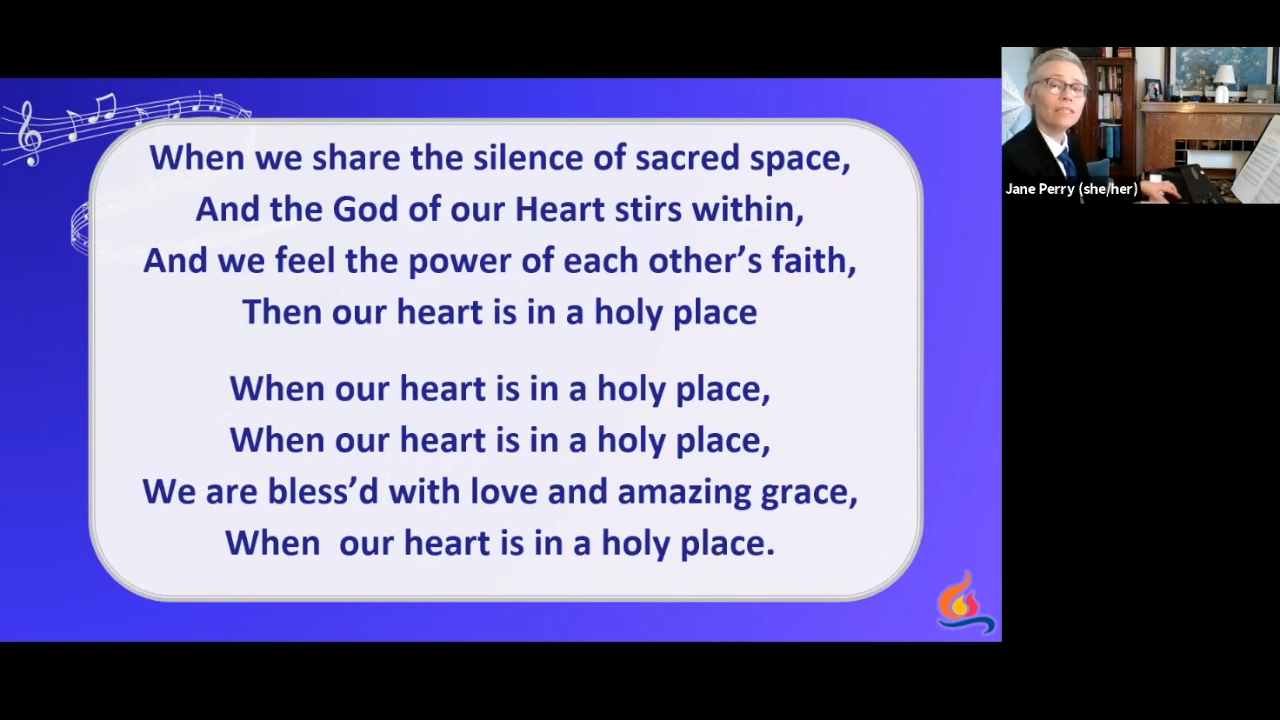 When we share the silence of sacred space,
And the God of our Heart stirs within,
And we feel the power of each other’s faith,
Then our heart is in a holy place
When our heart is in a holy place,
When our heart is in a holy place,
We are bless’d with love and amazing grace,
When  our heart is in a holy place.
Jane Perry (she/her)